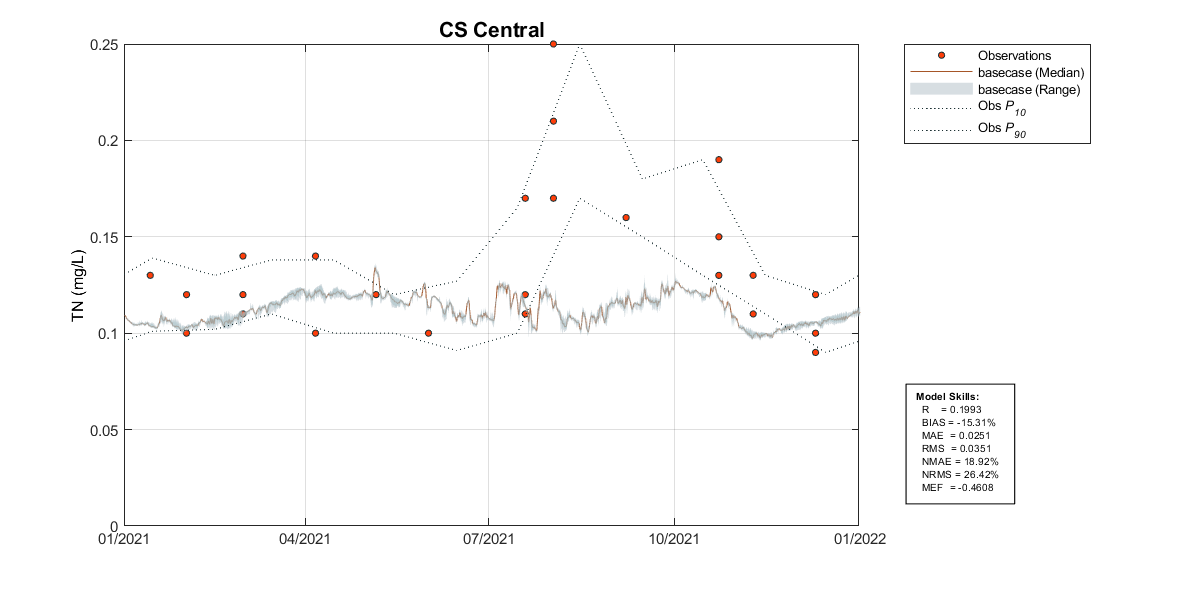 CS Central
0.25
0.2
0.15
0.1
0.05
0
TN (mg/L)
01/2021
04/2021
07/2021
10/2021
01/2022
Observations
basecase (Median)
basecase (Range)
Obs P10
Obs P90
Model Skills:
R = 0.1993
BIAS = -15.31%
MAE = 0.0251
RMS = 0.0351
NMAE = 18.92%
NRMS = 26.42%
MEF = -0.4608